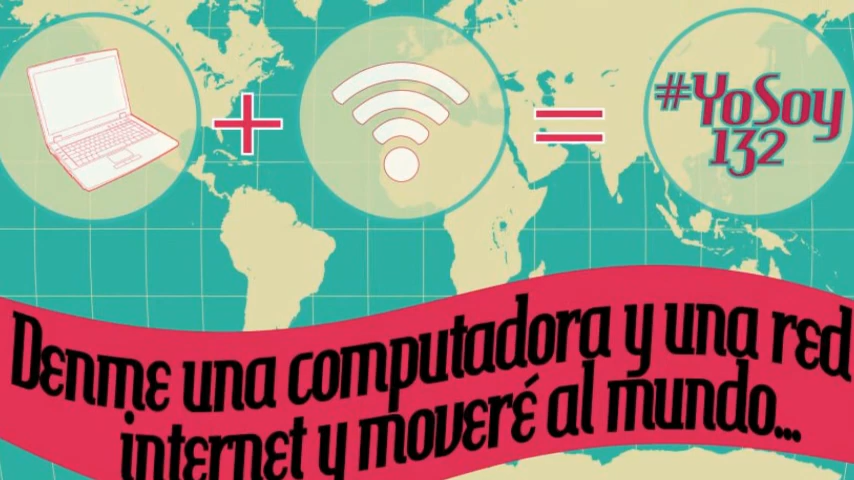 #YoSoy
132
Denme una computadora y una red
internet y moveré al mundo...